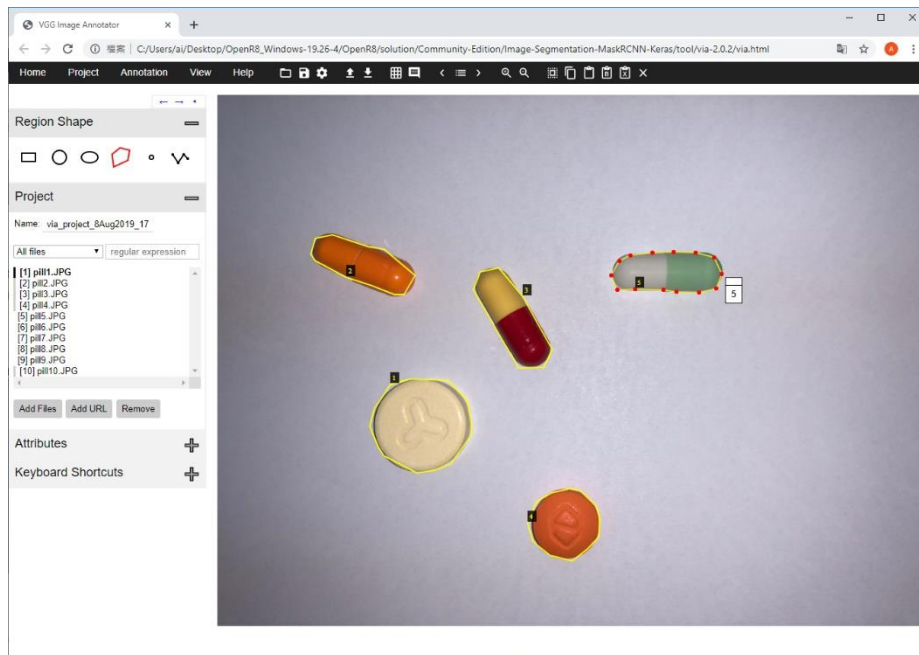 VGG Image Annotator
檔案 | C:/Users/ai/Desktop/OpenR8_Windows-19.26-4/OpenR8/solution/Community-Edition/Image-Segmentation-MaskRCNN-Keras/tool/via-2.0.2/via.html
A
Home Project Annotation View Help
Region Shape
Project
Name: via_project_8Aug2019_17
All files regular expression
[1] pill1.JPG
[2] pill2.JPG
[3] pill3.JPG
[4] pill4.JPG
[5] pill5.JPG
[6] pill6.JPG
[7] pill7.JPG
[8] pill8.JPG
[9] pill9.JPG
[10] pill10.JPG
Add Files Add URL Remove
Attributes
Keyboard Shortcuts
2
3
5
5
1
4